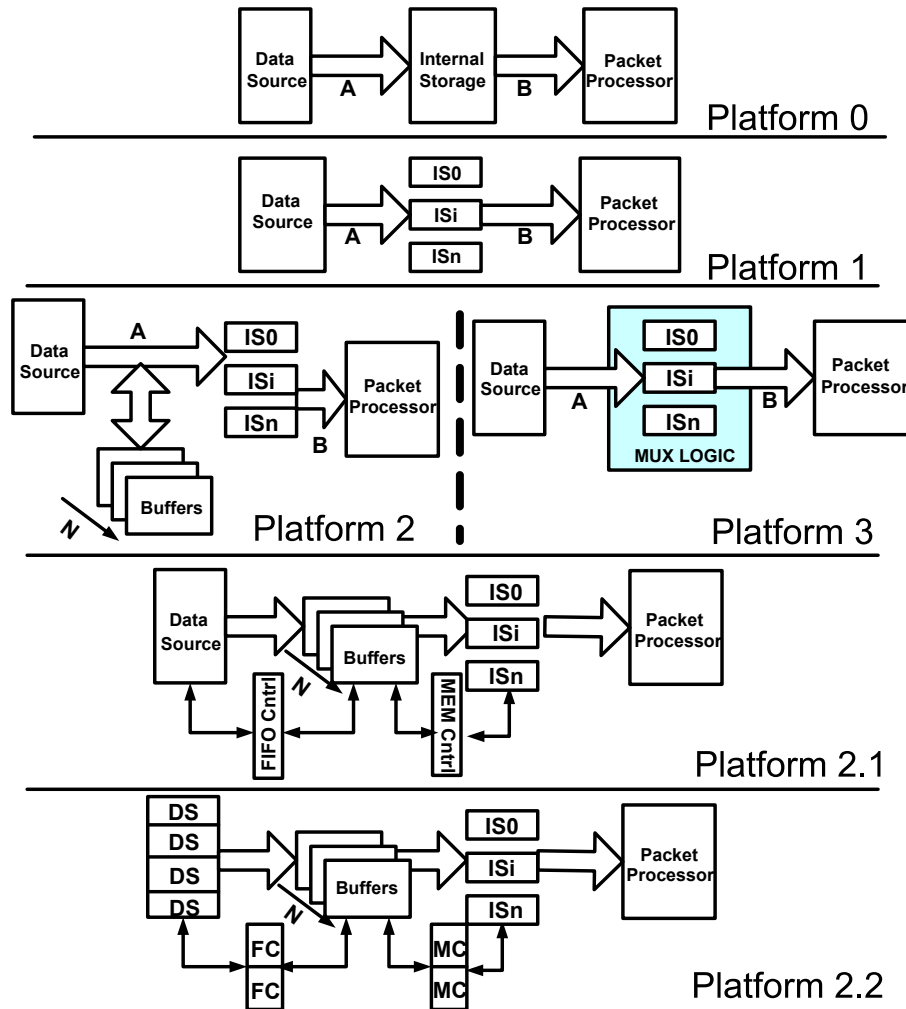 Data
Source
A
Internal
Storage
B
Packet
Processor
Platform 0
Data
Source
A
IS0
ISi
ISn
B
Packet
Processor
Platform 1
Data
Source
A
IS0
ISi
ISn
B
Packet
Processor
Buffers
N
Platform 2
Data
Source
A
IS0
ISi
ISn
MUX LOGIC
B
Packet
Processor
Platform 3
Data
Source
Buffers
N
FIFO Cntrl
MEM Cntrl
IS0
ISi
ISn
Packet
Processor
Platform 2.1
DS
DS
DS
DS
Buffers
N
FC
FC
MC
MC
IS0
ISi
ISn
Packet
Processor
Platform 2.2